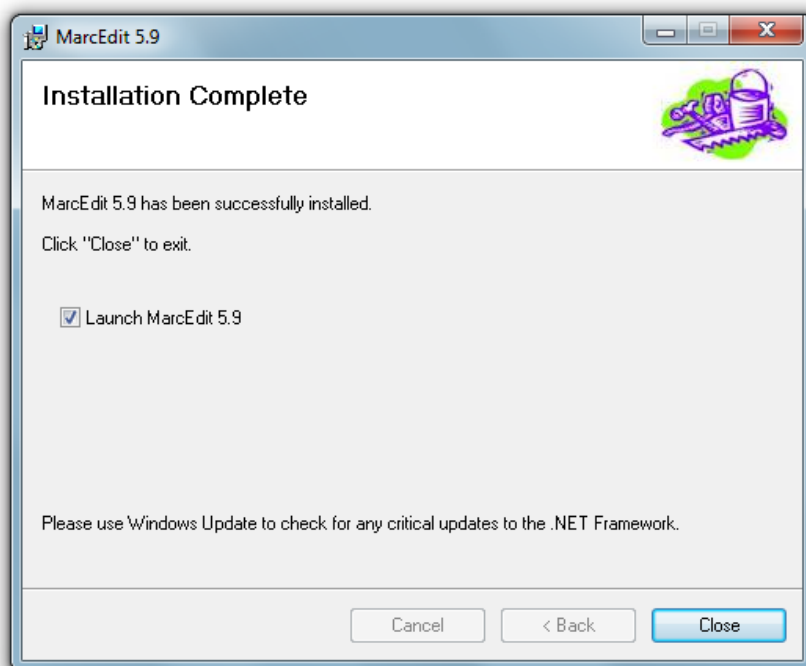 MarcEdit 5.9
Installation Complete
MarcEdit 5.9 has been successfully installed.
Click "Close" to exit.
Launch MarcEdit 5.9
Please use Windows Update to check for any critical updates to the .NET Framework.
Cancel
< Back
Close